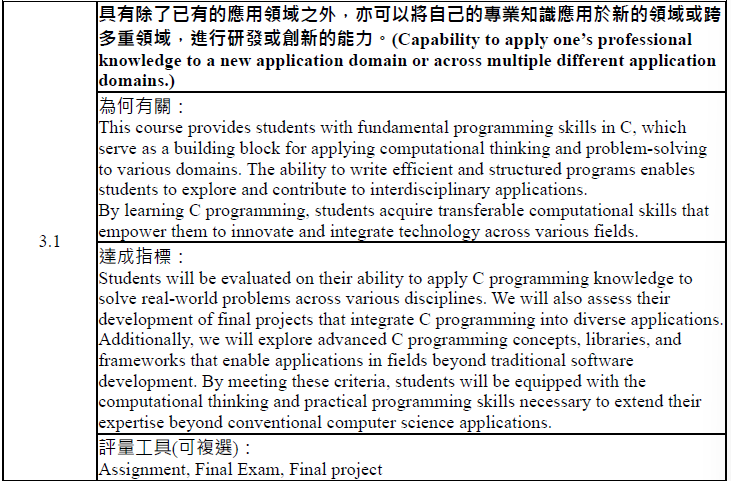 具有除了已有的應用領域之外，亦可以將自己的專業知識應用於新的領域或跨
多重領域，進行研發或創新的能力。(Capability to apply one’s professional
knowledge to a new application domain or across multiple different application
domains.)
3.1
為何有關：
This course provides students with fundamental programming skills in C, which
serve as a building block for applying computational thinking and problem-solving
to various domains. The ability to write efficient and structured programs enables
students to explore and contribute to interdisciplinary applications.
By learning C programming, students acquire transferable computational skills that
empower them to innovate and integrate technology across various fields.
達成指標：
Students will be evaluated on their ability to apply C programming knowledge to
solve real-world problems across various disciplines. We will also assess their
development of final projects that integrate C programming into diverse applications.
Additionally, we will explore advanced C programming concepts, libraries, and
frameworks that enable applications in fields beyond traditional software
development. By meeting these criteria, students will be equipped with the
computational thinking and practical programming skills necessary to extend their
expertise beyond conventional computer science applications.
評量工具(可複選)：
Assignment, Final Exam, Final project